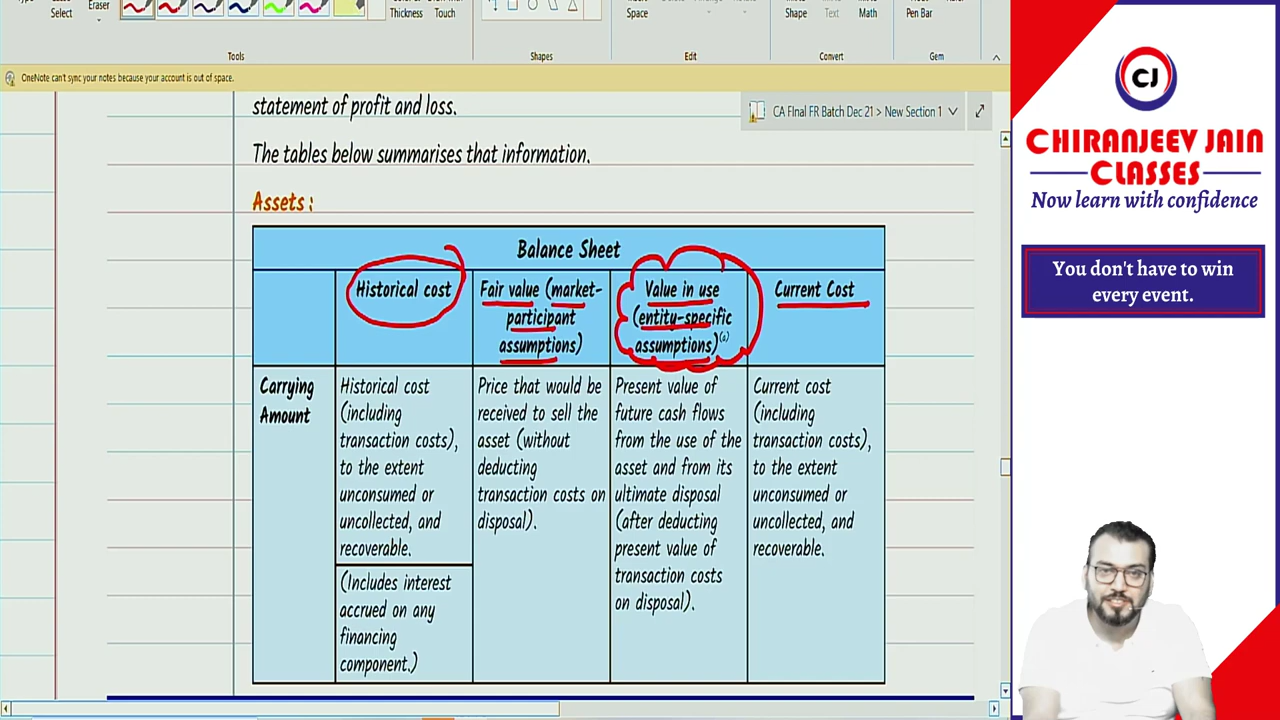 Select
Eraser
Thickness
Touch
Space
Shape
Text
Math
Pen Bar
Tools
Shapes
Edit
Convert
Gem
OneNote can't sync your notes because your account is out of space.
statement of profit and loss.
CA FInal FR Batch Dec 21 > New Section 1
The tables below summarises that information.
Assets :
Balance Sheet
Historical cost
Fair value (market-
participant
assumptions)
Value in use
(entity-specific
assumptions)(a)
Current Cost
Carrying
Amount
Historical cost
(including
transaction costs),
to the extent
unconsumed or
uncollected, and
recoverable.
(Includes interest
accrued on any
financing
component.)
Price that would be
received to sell the
asset (without
deducting
transaction costs on
disposal).
Present value of
future cash flows
from the use of the
asset and from its
ultimate disposal
(after deducting
present value of
transaction costs
on disposal).
Current cost
(including
transaction costs),
to the extent
unconsumed or
uncollected, and
recoverable.
CJ
CHIRANJEEV JAIN
CLASSES
Now learn with confidence
You don't have to win
every event.